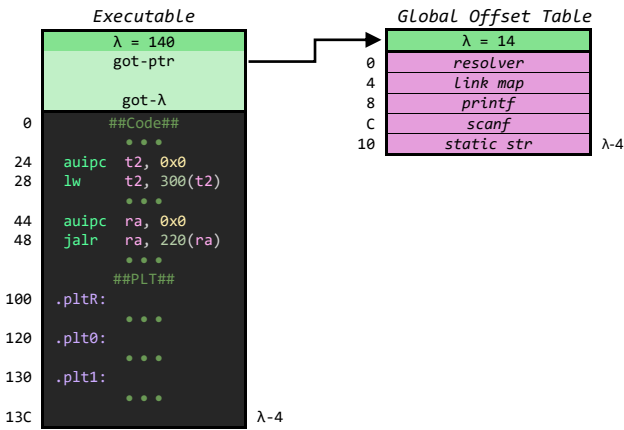 Executable
λ = 140
got-ptr
got-λ
0 ##Code##
• • •
24 auipc t2, 0x0
28 lw t2, 300(t2)
• • •
44 auipc ra, 0x0
48 jalr ra, 220(ra)
• • •
##PLT##
100 .pltR:
• • •
120 .plt0:
• • •
130 .plt1:
• • •
13C λ-4
Global Offset Table
λ = 14
0 resolver
4 link map
8 printf
C scanf
10 static str λ-4